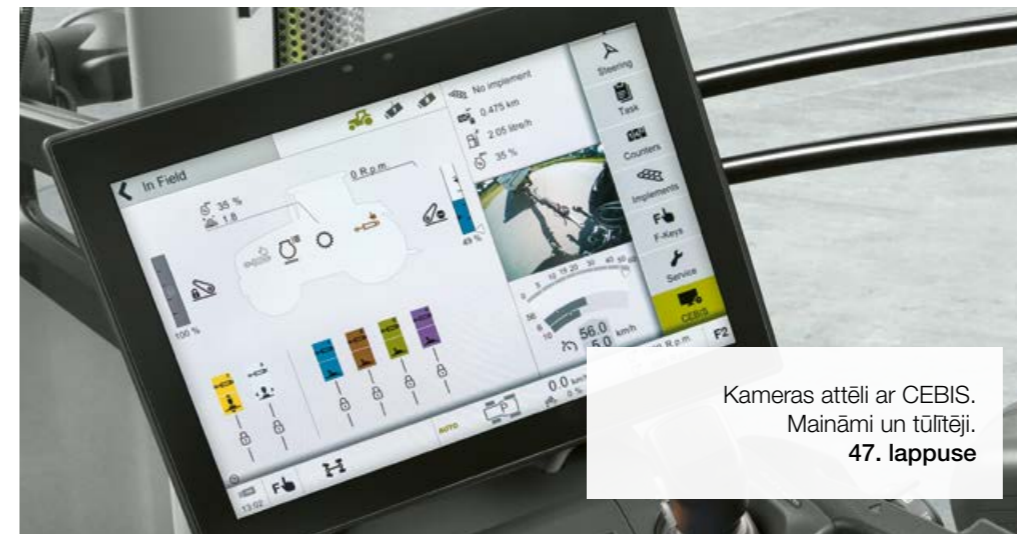 In Field
35 %
1.8
0 R.p.m.
100 %
49 %
No implement
0.475 km
2.05 litre/h
35 %
Steering
Task
Counters
Implements
F-Keys
Service
CEBIS
56.0 km/h
5.0
F2
AUTO
P
0.0
0 %
13:02
F
Kameras attēli ar CEBIS.
Maināmi un tūlītēji.
47. lappuse